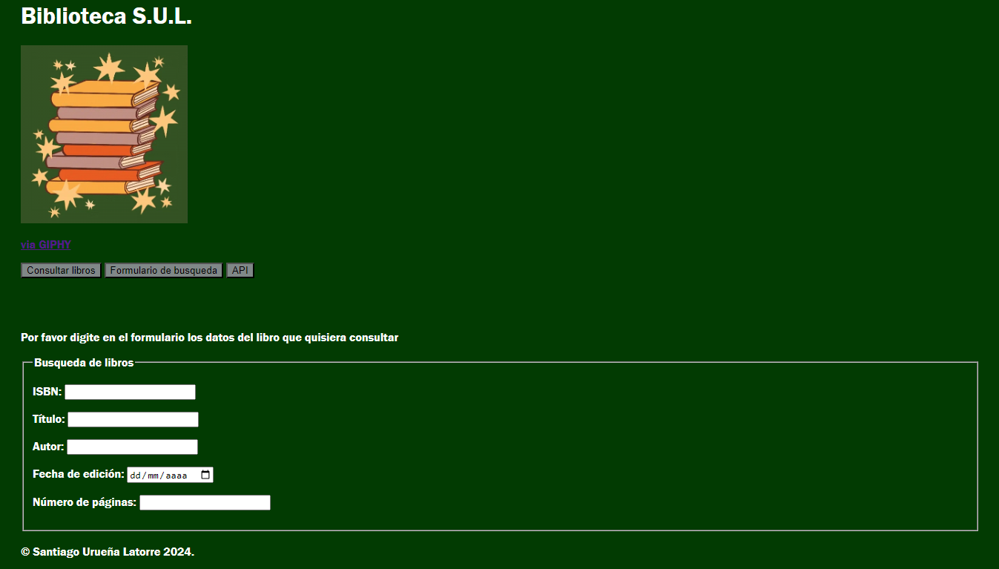 Biblioteca S.U.L.
via GIPHY
Consultar libros Formulario de busqueda API
Por favor digite en el formulario los datos del libro que quisiera consultar
Busqueda de libros
ISBN:
Título:
Autor:
Fecha de edición: dd/mm/aaaa
Número de páginas:
© Santiago Urueña Latorre 2024.